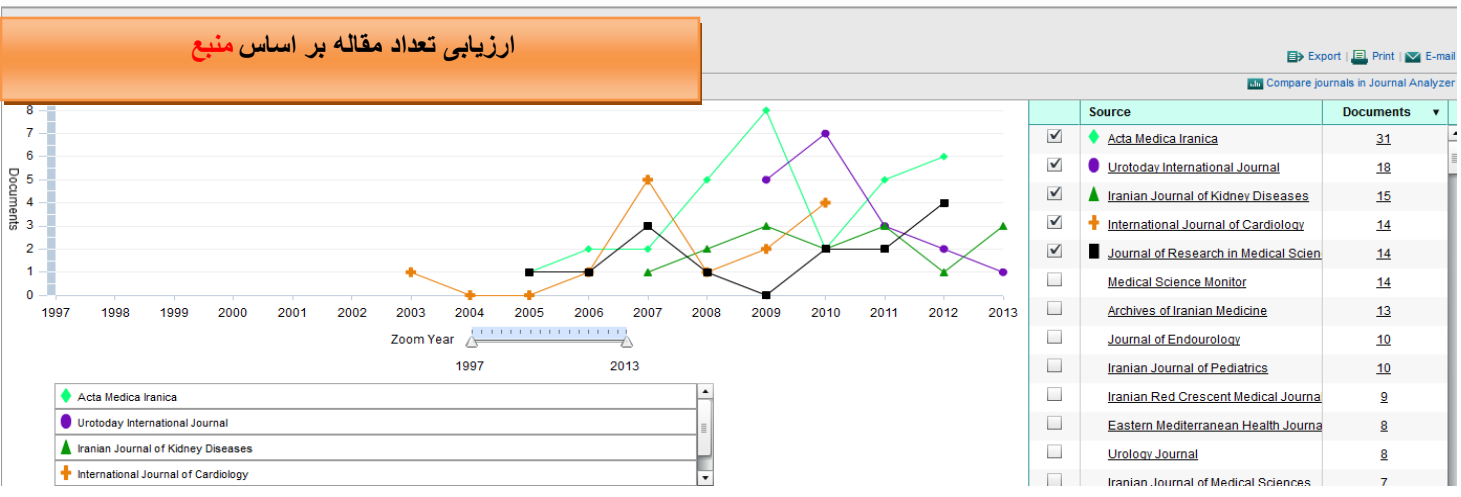 ارزیابی تعداد مقاله بر اساس منبع
Export | Print | E-mail
Compare journals in Journal Analyzer
Documents
8
7
6
5
4
3
2
1
0
1997 1998 1999 2000 2001 2002 2003 2004 2005 2006 2007 2008 2009 2010 2011 2012 2013
Zoom Year
1997 2013
Acta Medica Iranica
Urotoday International Journal
Iranian Journal of Kidney Diseases
International Journal of Cardiology
Source Documents
Acta Medica Iranica 31
Urotoday International Journal 18
Iranian Journal of Kidney Diseases 15
International Journal of Cardiology 14
Journal of Research in Medical Scien 14
Medical Science Monitor 14
Archives of Iranian Medicine 13
Journal of Endourology 10
Iranian Journal of Pediatrics 10
Iranian Red Crescent Medical Journa 9
Eastern Mediterranean Health Journa 8
Urology Journal 8
Iranian Journal of Medical Sciences 7